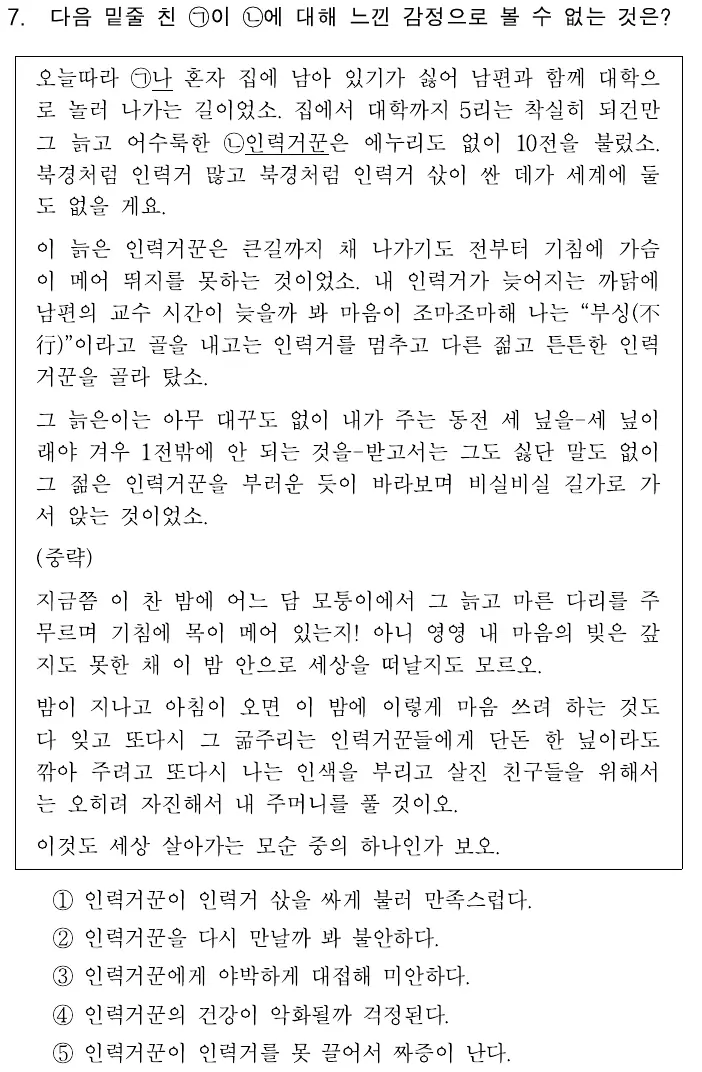 7. 다음 밑줄 친 ㉠이 ㉡에 대해 느낀 감정으로 볼 수 없는 것은?
오늘따라 ㉠나 혼자 집에 남아 있기가 싫어 남편과 함께 대학으
로 놀러 나가는 길이었소. 집에서 대학까지 5리는 착실히 되건만
그 늙고 어수룩한 ㉡인력거꾼은 에누리도 없이 10전을 불렀소.
북경처럼 인력거 많고 북경처럼 인력거 삯이 싼 데가 세계에 둘
도 없을 게요.
이 늙은 인력거꾼은 큰길까지 채 나가기도 전부터 기침에 가슴
이 메어 뛰지를 못하는 것이었소. 내 인력거가 늦어지는 까닭에
남편의 교수 시간이 늦을까 봐 마음이 조마조마해 나는 “부싱(不
行)”이라고 골을 내고는 인력거를 멈추고 다른 젊고 튼튼한 인력
거꾼을 골라 탔소.
그 늙은이는 아무 대꾸도 없이 내가 주는 동전 세 닢을-세 닢이
래야 겨우 1전밖에 안 되는 것을-받고서는 그도 싫단 말도 없이
그 젊은 인력거꾼을 부러운 듯이 바라보며 비실비실 길가로 가
서 앉는 것이었소.
(중략)
지금쯤 이 찬 밤에 어느 담 모퉁이에서 그 늙고 마른 다리를 주
무르며 기침에 목이 메어 있는지! 아니 영영 내 마음의 빚은 갚
지도 못한 채 이 밤 안으로 세상을 떠날지도 모르오.
밤이 지나고 아침이 오면 이 밤에 이렇게 마음 쓰려 하는 것도
다 잊고 또다시 그 굶주리는 인력거꾼들에게 단돈 한 닢이라도
깎아 주려고 또다시 나는 인색을 부리고 살진 친구들을 위해서
는 오히려 자진해서 내 주머니를 풀 것이오.
이것도 세상 살아가는 모순 중의 하나인가 보오.
① 인력거꾼이 인력거 삯을 싸게 불러 만족스럽다.
② 인력거꾼을 다시 만날까 봐 불안하다.
③ 인력거꾼에게 야박하게 대접해 미안하다.
④ 인력거꾼의 건강이 악화될까 걱정된다.
⑤ 인력거꾼이 인력거를 못 끌어서 짜증이 난다.